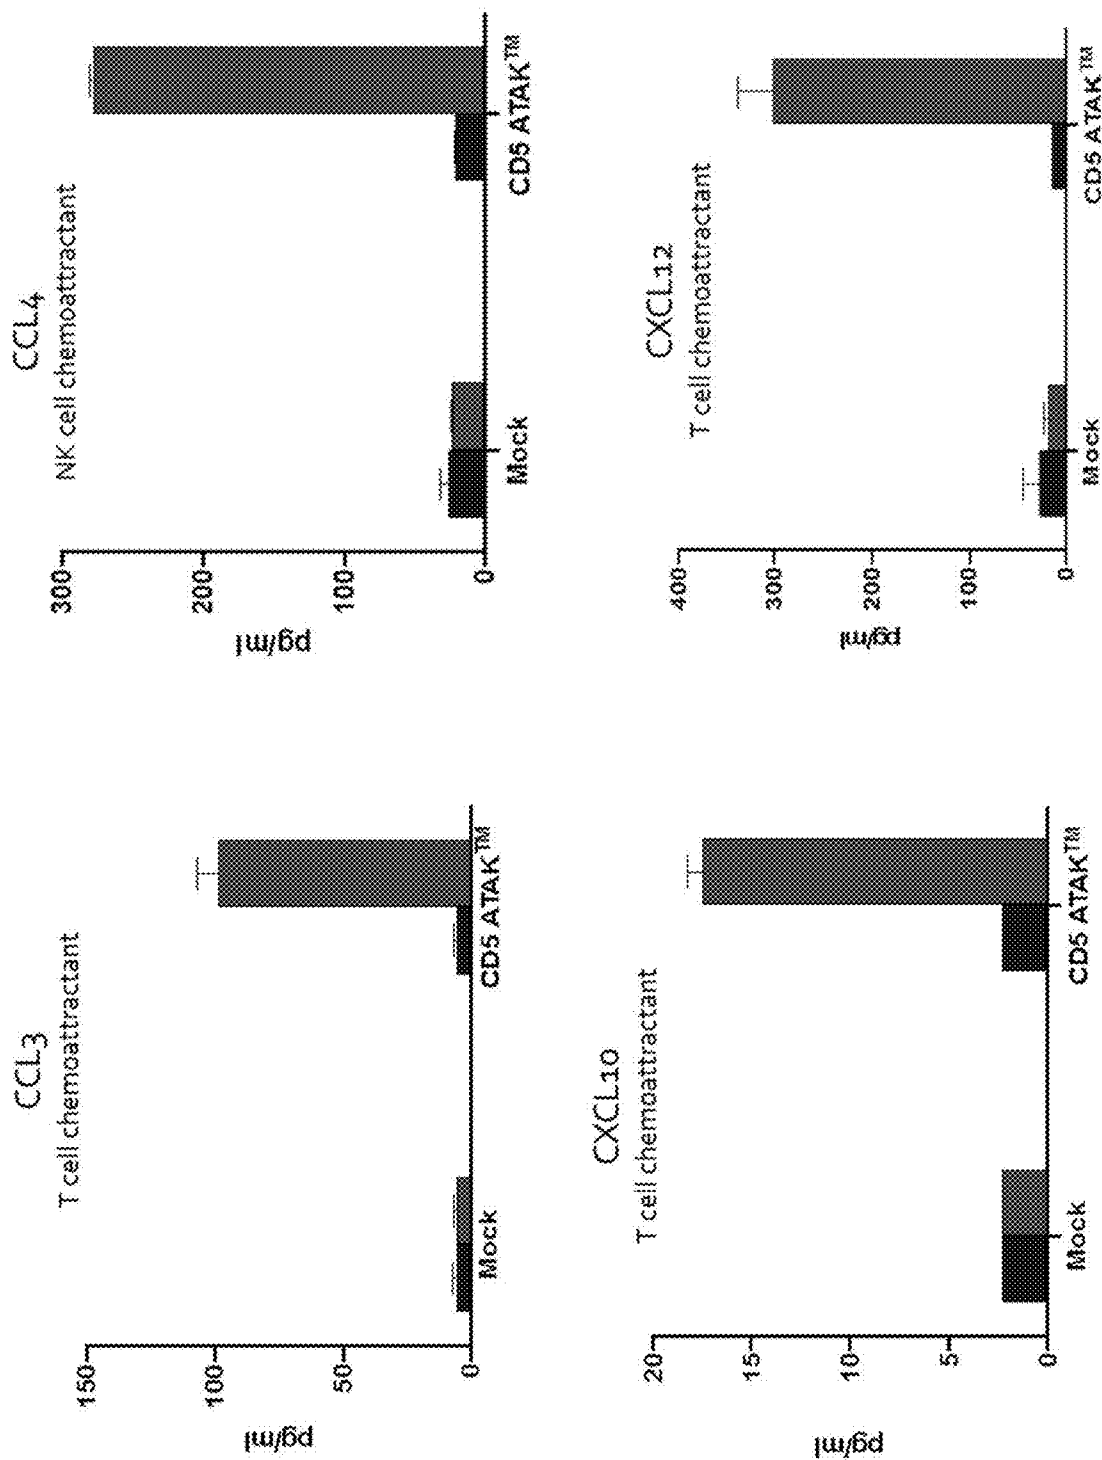 CCL3
T cell chemoattractant
150
100
50
0
pg/ml
Mock
CD5 ATAK™
CCL4
NK cell chemoattractant
300
200
100
0
pg/ml
Mock
CD5 ATAK™
CXCL10
T cell chemoattractant
20
15
10
5
0
pg/ml
Mock
CD5 ATAK™
CXCL12
T cell chemoattractant
400
300
200
100
0
pg/ml
Mock
CD5 ATAK™